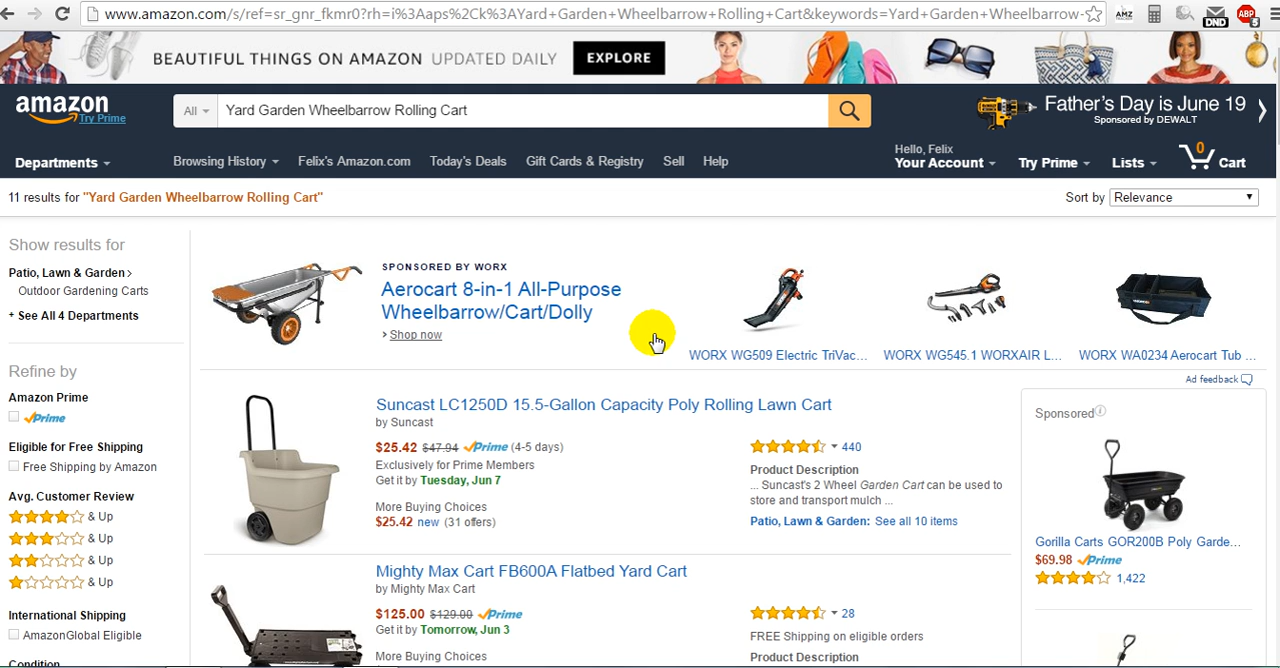 www.amazon.com/s/ref=sr_gnr_fkmr0?rh=i%3Aaps%2Ck%3AYard+Garden+Wheelbarrow+Rolling+Cart&keywords=Yard+Garden+Wheelbarrow-
AMZ
DND
ABP
5
BEAUTIFUL THINGS ON AMAZON UPDATED DAILY
EXPLORE
amazon
Try Prime
All
Yard Garden Wheelbarrow Rolling Cart
Father's Day is June 19
Sponsored by DEWALT
Departments
Browsing History
Felix's Amazon.com
Today's Deals
Gift Cards & Registry
Sell
Help
Hello, Felix
Your Account
Try Prime
Lists
0
Cart
11 results for "Yard Garden Wheelbarrow Rolling Cart"
Sort by Relevance
Show results for
Patio, Lawn & Garden ›
Outdoor Gardening Carts
+ See All 4 Departments
Refine by
Amazon Prime
Prime
Eligible for Free Shipping
Free Shipping by Amazon
Avg. Customer Review
& Up
& Up
& Up
& Up
International Shipping
AmazonGlobal Eligible
Condition
SPONSORED BY WORX
Aerocart 8-in-1 All-Purpose
Wheelbarrow/Cart/Dolly
› Shop now
WORX WG509 Electric TriVac...
WORX WG545.1 WORXAIR L...
WORX WA0234 Aerocart Tub ...
Ad feedback
Suncast LC1250D 15.5-Gallon Capacity Poly Rolling Lawn Cart
by Suncast
$25.42 $47.94 Prime (4-5 days)
Exclusively for Prime Members
Get it by Tuesday, Jun 7
More Buying Choices
$25.42 new (31 offers)
440
Product Description
... Suncast's 2 Wheel Garden Cart can be used to
store and transport mulch ...
Patio, Lawn & Garden: See all 10 items
Mighty Max Cart FB600A Flatbed Yard Cart
by Mighty Max Cart
$125.00 $129.00 Prime
Get it by Tomorrow, Jun 3
More Buying Choices
28
FREE Shipping on eligible orders
Product Description
Sponsored
Gorilla Carts GOR200B Poly Garde...
$69.98 Prime
1,422